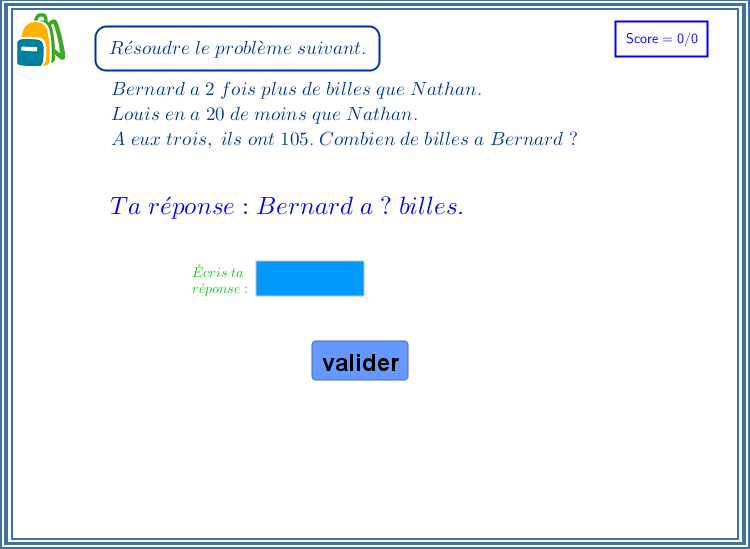 Résoudre le problème suivant.
Score = 0/0
Bernard a 2 fois plus de billes que Nathan.
Louis en a 20 de moins que Nathan.
A eux trois, ils ont 105. Combien de billes a Bernard ?
Ta réponse : Bernard a ? billes.
Écris ta
réponse :
valider